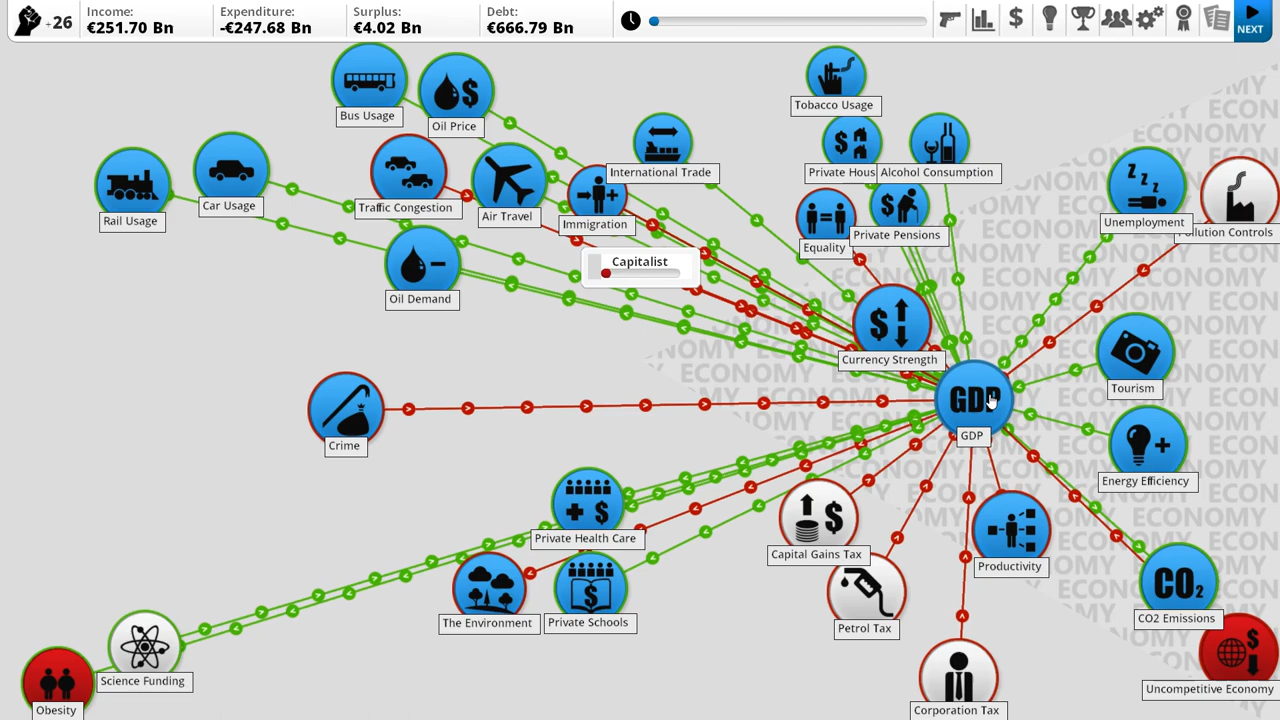 +26
Income:
€251.70 Bn
Expenditure:
-€247.68 Bn
Surplus:
€4.02 Bn
Debt:
€666.79 Bn
NEXT
Bus Usage
Oil Price
Tobacco Usage
International Trade
Private Hous
Alcohol Consumption
Rail Usage
Car Usage
Traffic Congestion
Air Travel
Immigration
Equality
Private Pensions
Unemployment
Pollution Controls
Capitalist
Oil Demand
Currency Strength
Tourism
GDP
GDP
Crime
Energy Efficiency
Private Health Care
Capital Gains Tax
Productivity
CO₂
CO2 Emissions
The Environment
Private Schools
Petrol Tax
Science Funding
Obesity
Corporation Tax
Uncompetitive Economy
ECONOMY